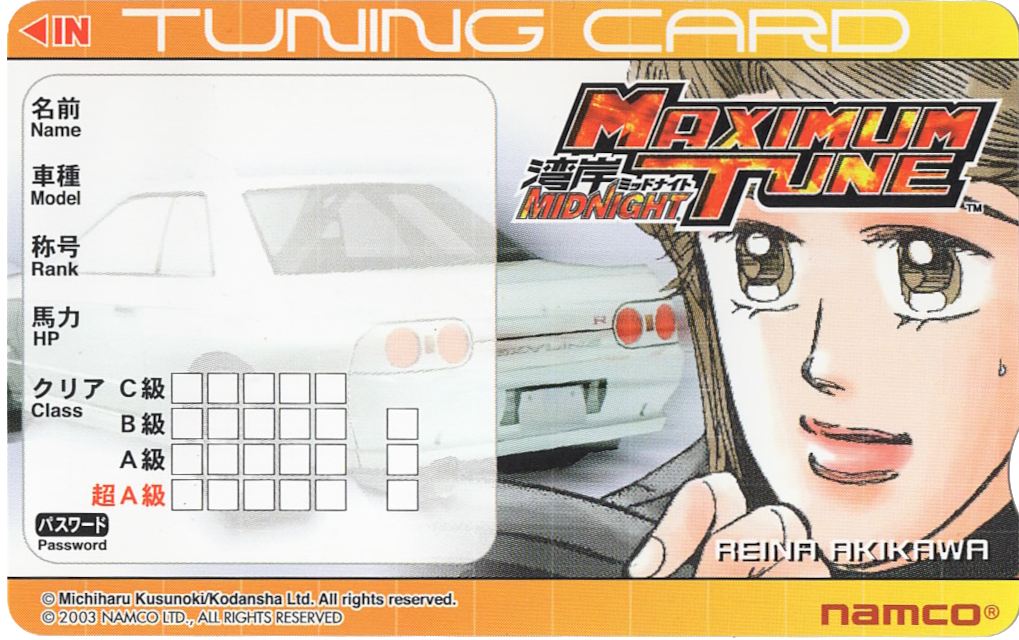 IN TUNING CARD
MAXIMUM
TUNE
湾岸 ミッドナイト
MIDNIGHT
TM
名前
Name
車種
Model
称号
Rank
馬力
HP
クリア C級
Class
B級
A級
超A級
パスワード
Password
R
REINA AKIKAWA
© Michiharu Kusunoki/Kodansha Ltd. All rights reserved.
© 2003 NAMCO LTD., ALL RIGHTS RESERVED
namco®